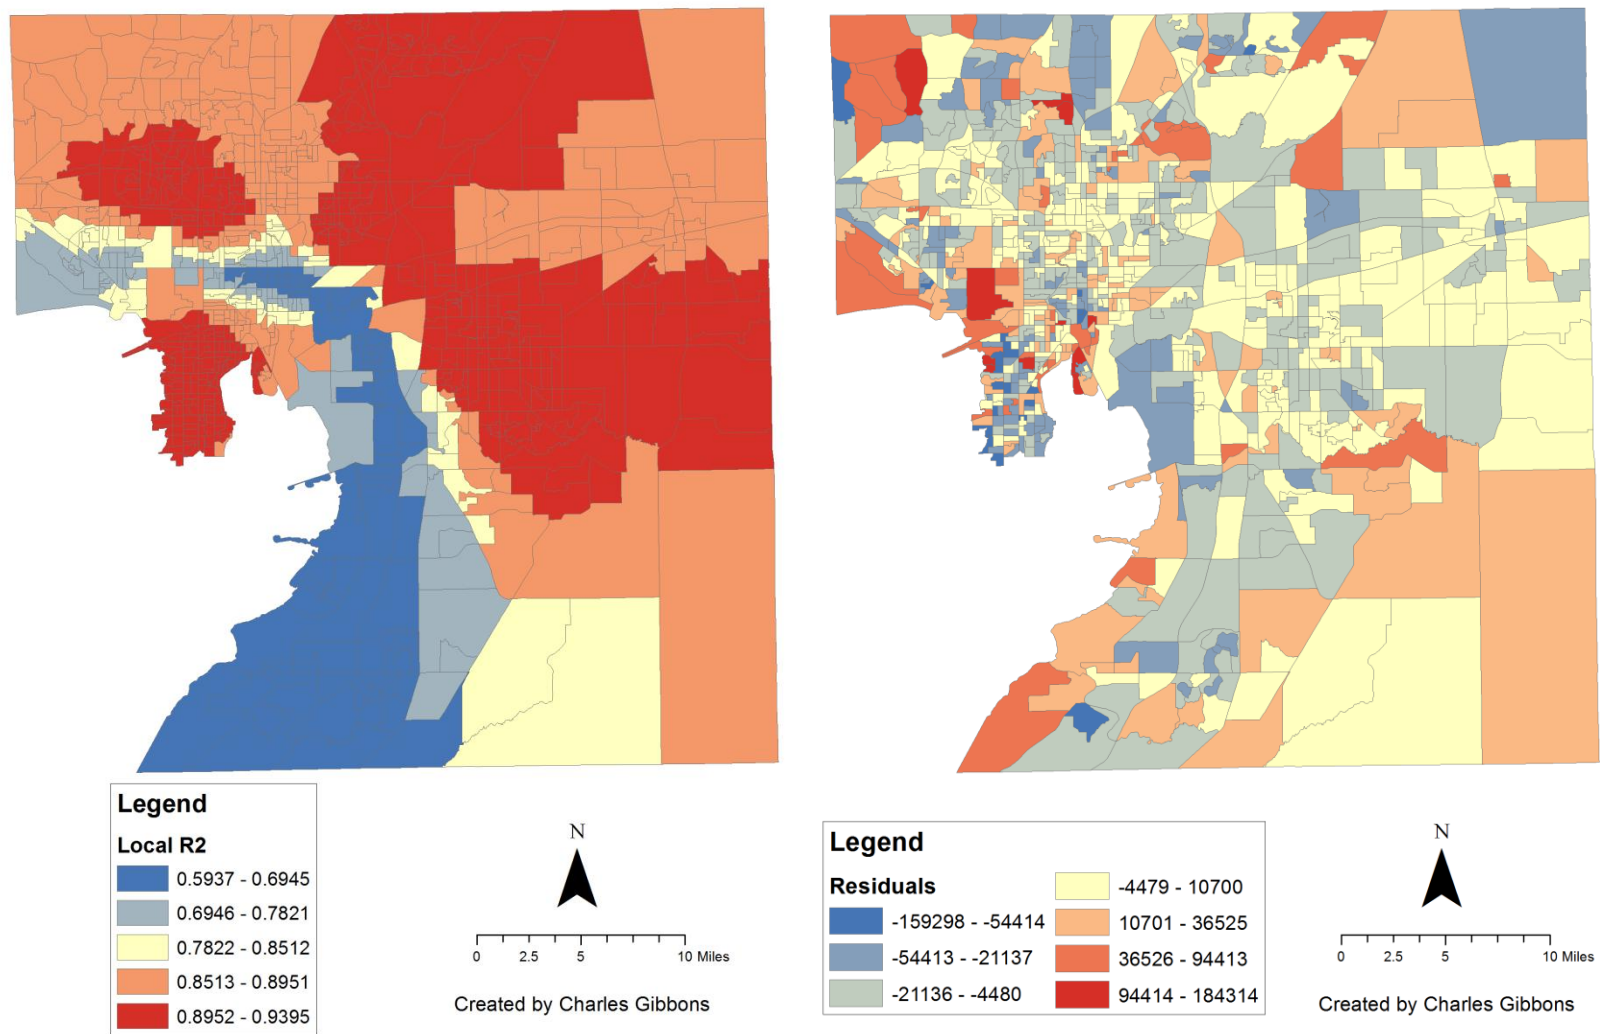 Legend
Local R2
0.5937 - 0.6945
0.6946 - 0.7821
0.7822 - 0.8512
0.8513 - 0.8951
0.8952 - 0.9395
N
0 2.5 5 10 Miles
Created by Charles Gibbons
Legend
Residuals
-159298 - -54414
-54413 - -21137
-21136 - -4480
-4479 - 10700
10701 - 36525
36526 - 94413
94414 - 184314
N
0 2.5 5 10 Miles
Created by Charles Gibbons